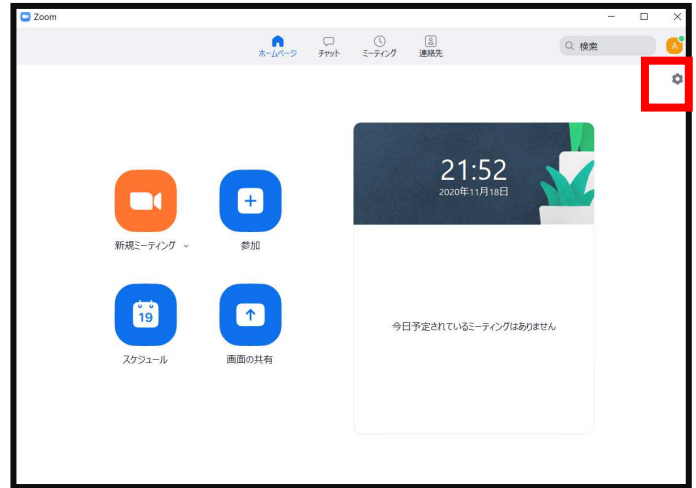 Zoom
ホームページ チャット ミーティング 連絡先 検索 A
21:52
2020年11月18日
新規ミーティング 参加
19
スケジュール 画面の共有
今日予定されているミーティングはありません